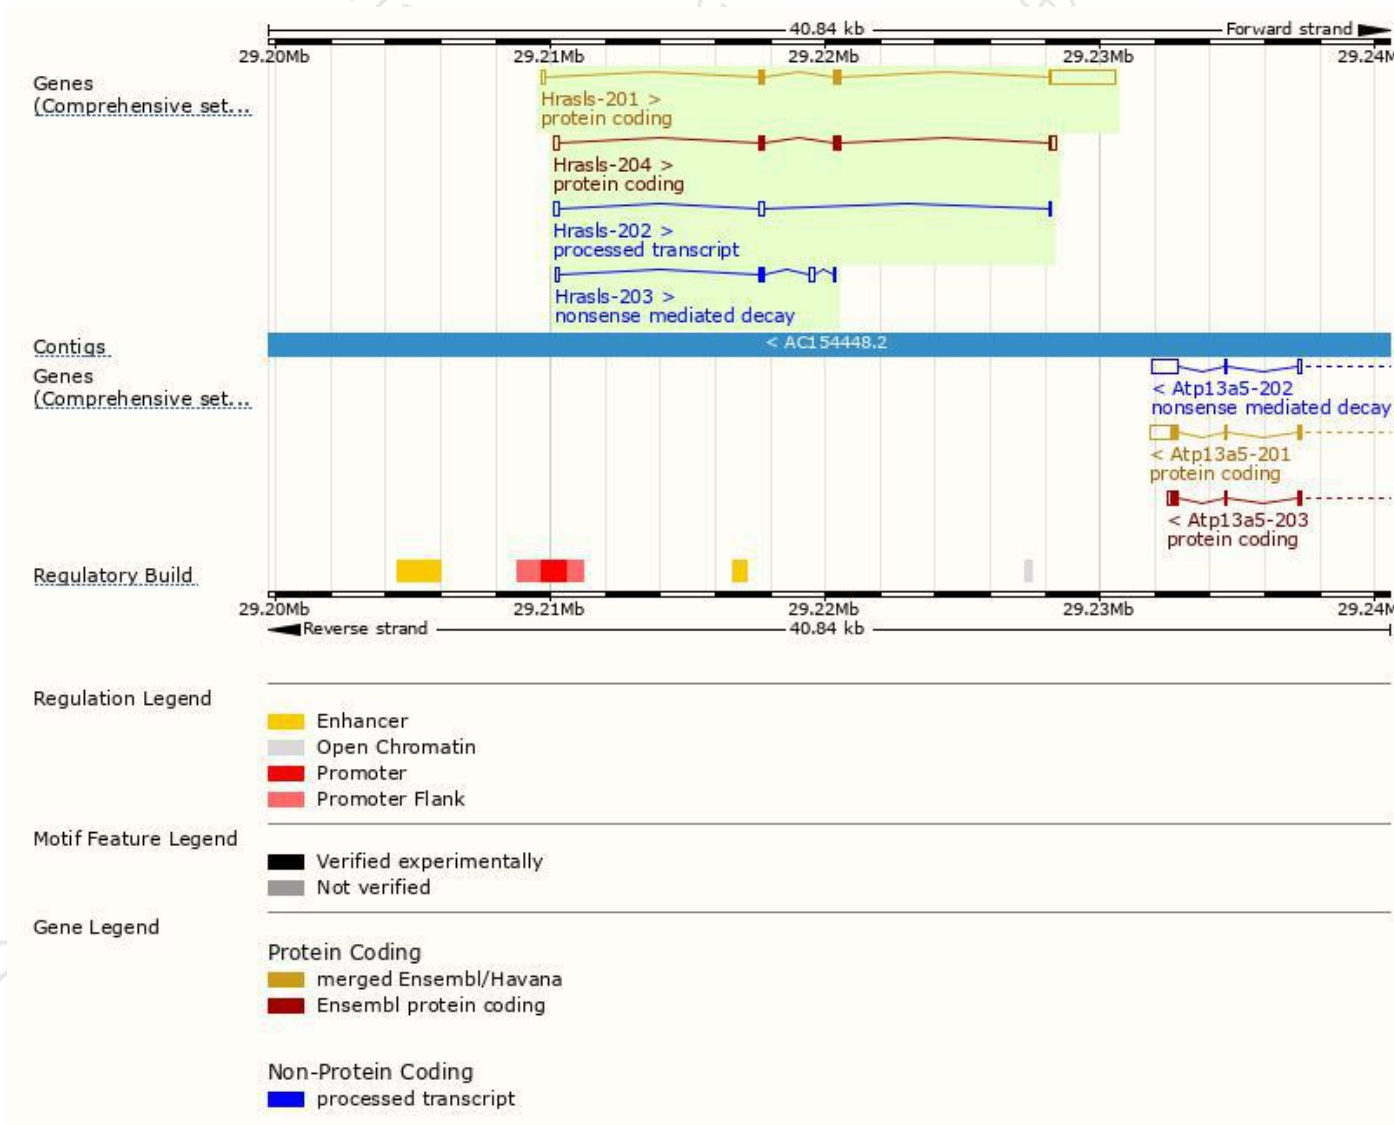 40.84 kb Forward strand
29.20Mb 29.21Mb 29.22Mb 29.23Mb 29.24M
Genes
(Comprehensive set...
Hrasls-201 >
protein coding
Hrasls-204 >
protein coding
Hrasls-202 >
processed transcript
Hrasls-203 >
nonsense mediated decay
Contigs
< AC154448.2
Genes
(Comprehensive set...
< Atp13a5-202
nonsense mediated decay
< Atp13a5-201
protein coding
< Atp13a5-203
protein coding
Regulatory Build
29.20Mb 29.21Mb 29.22Mb 29.23Mb 29.24M
Reverse strand 40.84 kb
Regulation Legend
Enhancer
Open Chromatin
Promoter
Promoter Flank
Motif Feature Legend
Verified experimentally
Not verified
Gene Legend
Protein Coding
merged Ensembl/Havana
Ensembl protein coding
Non-Protein Coding
processed transcript